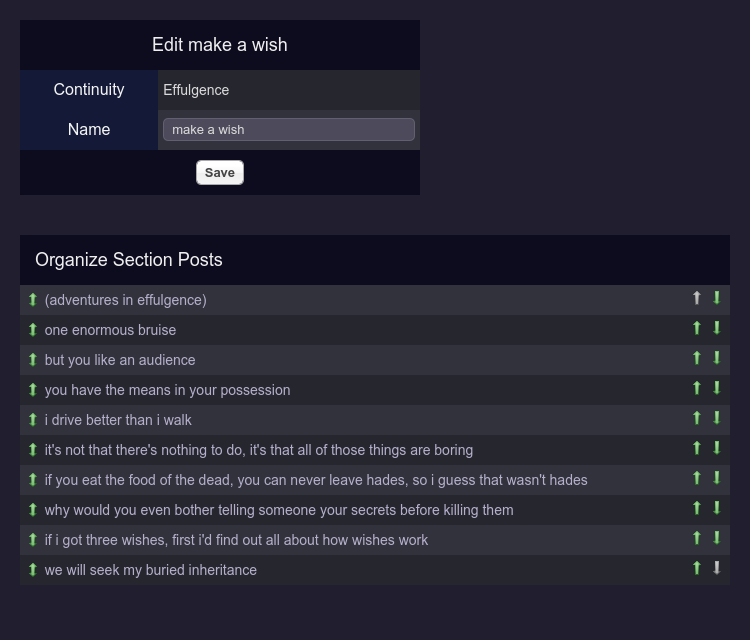 Edit make a wish
Continuity
Effulgence
Name
make a wish
Save
Organize Section Posts
(adventures in effulgence)
one enormous bruise
but you like an audience
you have the means in your possession
i drive better than i walk
it's not that there's nothing to do, it's that all of those things are boring
if you eat the food of the dead, you can never leave hades, so i guess that wasn't hades
why would you even bother telling someone your secrets before killing them
if i got three wishes, first i'd find out all about how wishes work
we will seek my buried inheritance